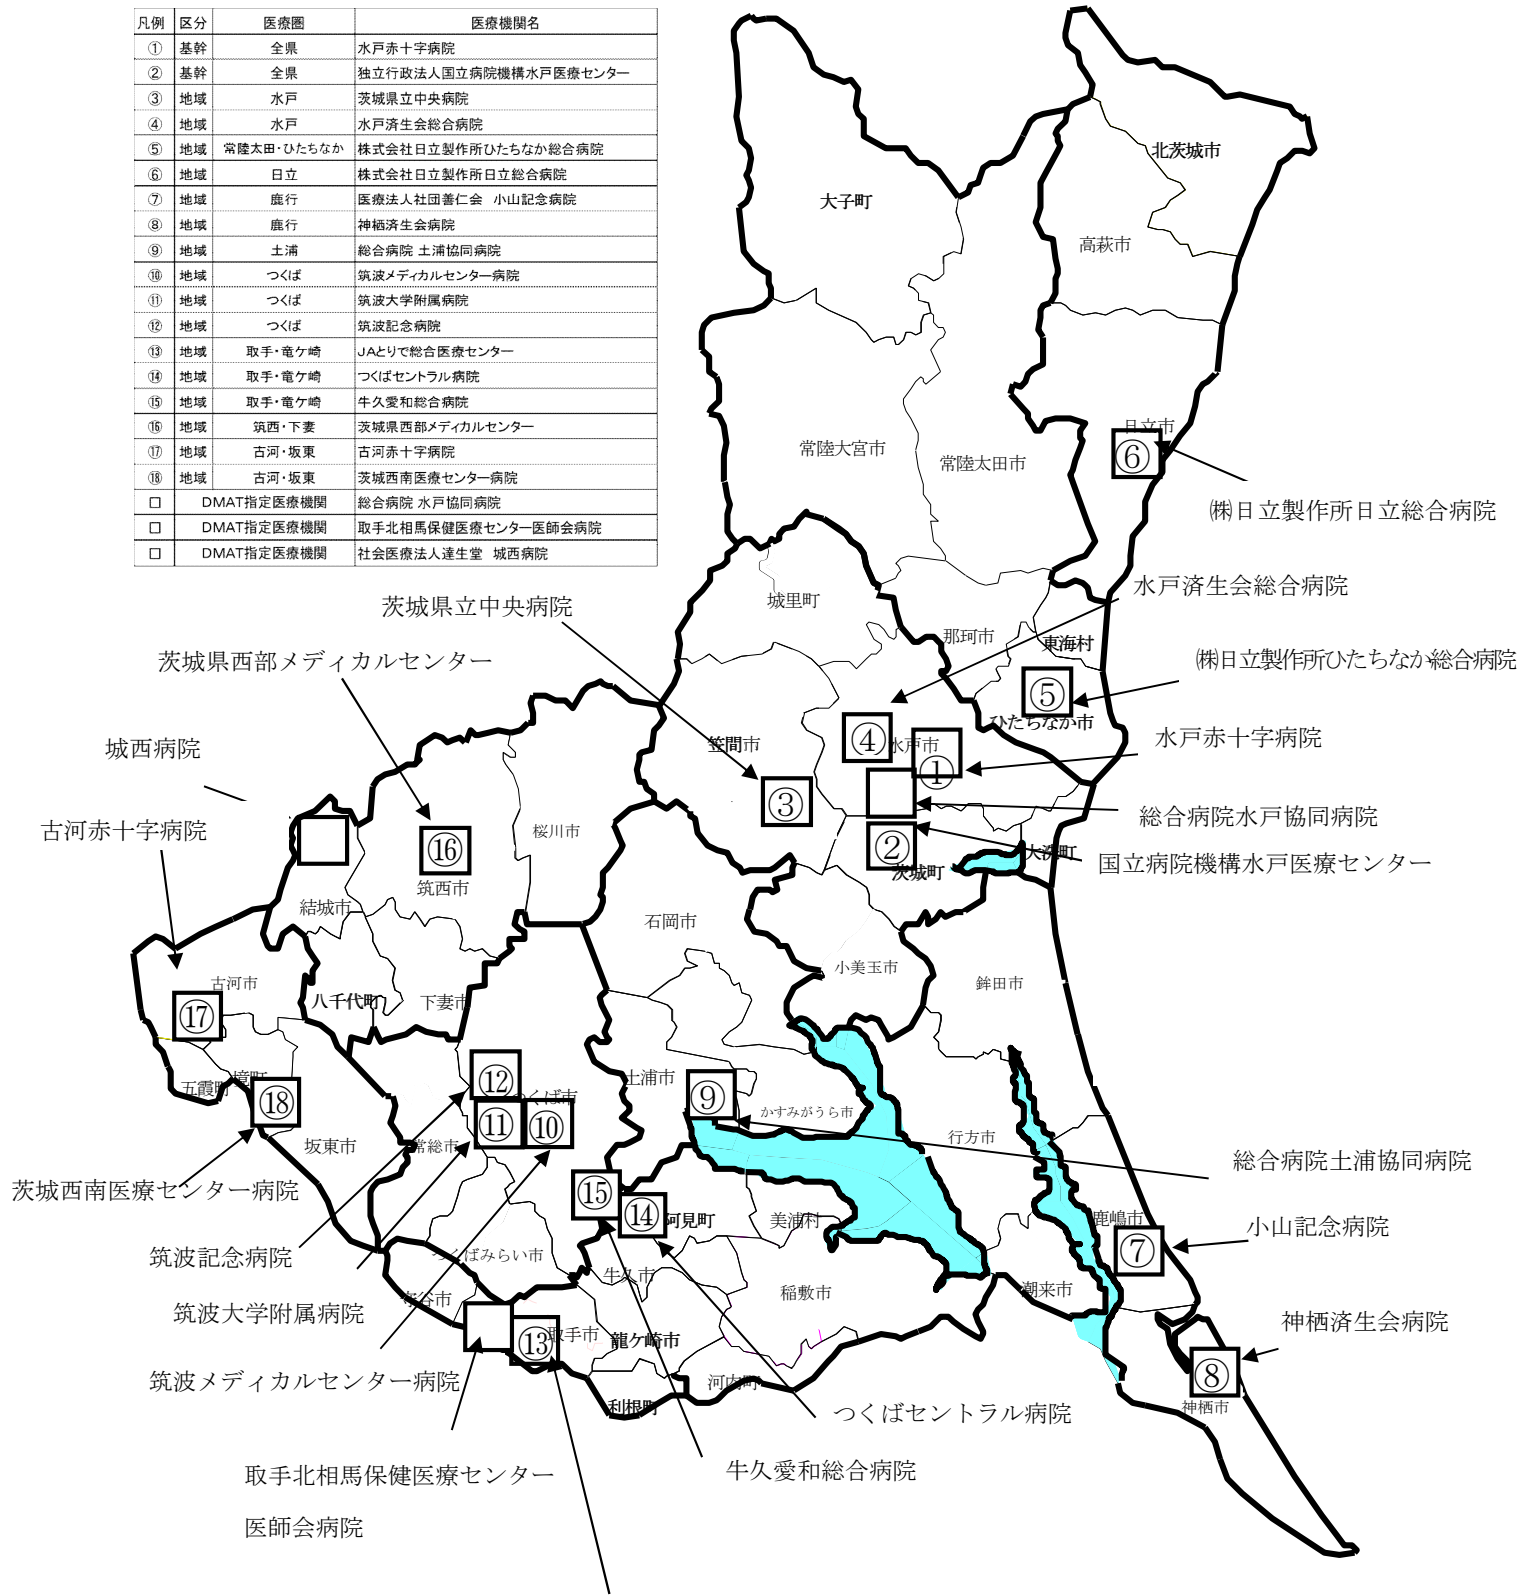 凡例 区分 医療圏 医療機関名
① 基幹 全県 水戸赤十字病院
② 基幹 全県 独立行政法人国立病院機構水戸医療センター
③ 地域 水戸 茨城県立中央病院
④ 地域 水戸 水戸済生会総合病院
⑤ 地域 常陸太田・ひたちなか 株式会社日立製作所ひたちなか総合病院
⑥ 地域 日立 株式会社日立製作所日立総合病院
⑦ 地域 鹿行 医療法人社団善仁会 小山記念病院
⑧ 地域 鹿行 神栖済生会病院
⑨ 地域 土浦 総合病院 土浦協同病院
⑩ 地域 つくば 筑波メディカルセンター病院
⑪ 地域 つくば 筑波大学附属病院
⑫ 地域 つくば 筑波記念病院
⑬ 地域 取手・竜ケ崎 JAとりで総合医療センター
⑭ 地域 取手・竜ケ崎 つくばセントラル病院
⑮ 地域 取手・竜ケ崎 牛久愛和総合病院
⑯ 地域 筑西・下妻 茨城県西部メディカルセンター
⑰ 地域 古河・坂東 古河赤十字病院
⑱ 地域 古河・坂東 茨城西南医療センター病院
□ DMAT指定医療機関 総合病院 水戸協同病院
□ DMAT指定医療機関 取手北相馬保健医療センター医師会病院
□ DMAT指定医療機関 社会医療法人達生堂 城西病院
北茨城市
大子町
高萩市
日立市
⑥
常陸大宮市
常陸太田市
㈱日立製作所日立総合病院
水戸済生会総合病院
城里町
茨城県立中央病院
那珂市
東海村
茨城県西部メディカルセンター
㈱日立製作所ひたちなか総合病院
⑤
ひたちなか市
城西病院
笠間市
④
水戸市
①
水戸赤十字病院
③
総合病院水戸協同病院
古河赤十字病院
桜川市
⑯
②
大洗町
国立病院機構水戸医療センター
茨城町
筑西市
結城市
石岡市
小美玉市
鉾田市
古河市
八千代町
下妻市
⑰
五霞町
境町
⑱
⑫
つくば市
土浦市
⑨
かすみがうら市
⑪
⑩
行方市
坂東市
常総市
総合病院土浦協同病院
茨城西南医療センター病院
⑮
⑭
阿見町
美浦村
鹿嶋市
小山記念病院
⑦
筑波記念病院
つくばみらい市
牛久市
稲敷市
潮来市
守谷市
筑波大学附属病院
神栖済生会病院
⑬
取手市
龍ケ崎市
⑧
筑波メディカルセンター病院
河内町
利根町
神栖市
つくばセントラル病院
牛久愛和総合病院
取手北相馬保健医療センター
医師会病院